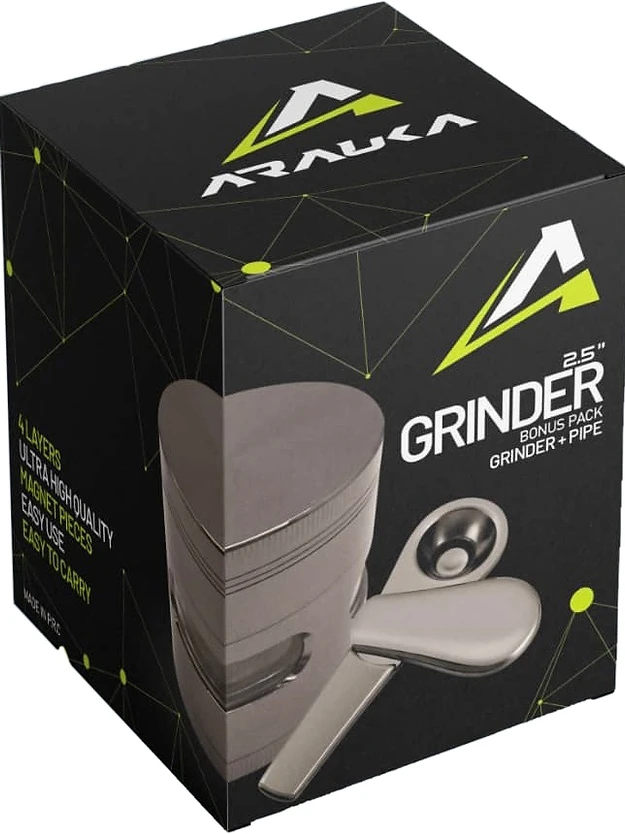 ARAUKA
2.5"
GRINDER
BONUS PACK
GRINDER + PIPE
4 LAYERS
ULTRA HIGH QUALITY
MAGNET PIECES
EASY USE
EASY TO CARRY
MADE IN P.R.C